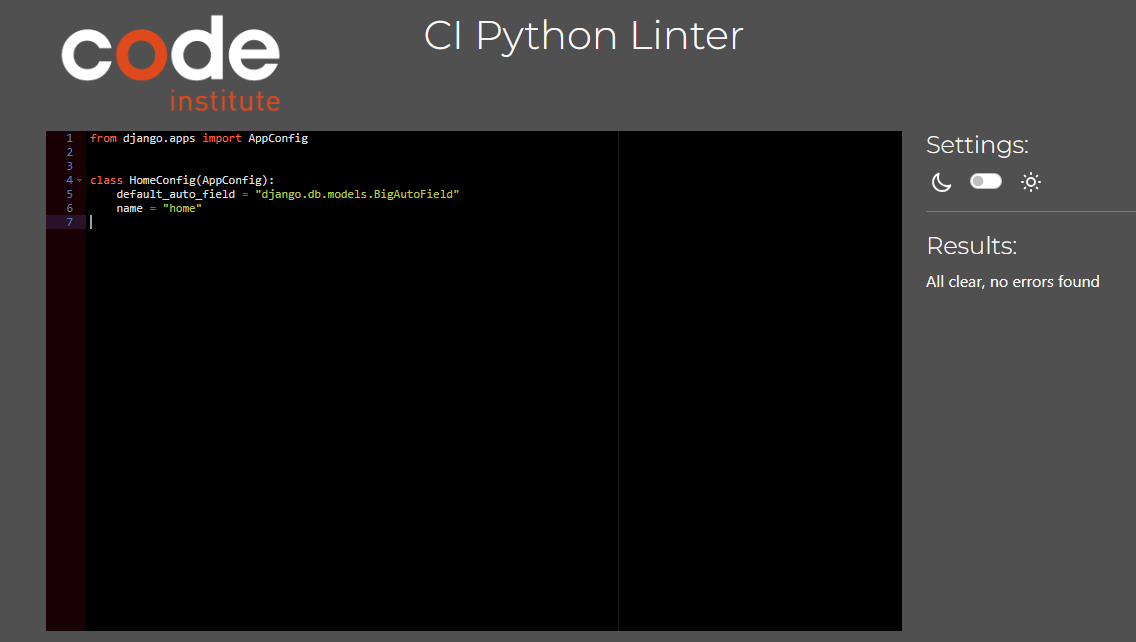 code
institute
CI Python Linter
1 from django.apps import AppConfig
2
3
4 class HomeConfig(AppConfig):
5     default_auto_field = "django.db.models.BigAutoField"
6     name = "home"
7
Settings:
Results:
All clear, no errors found